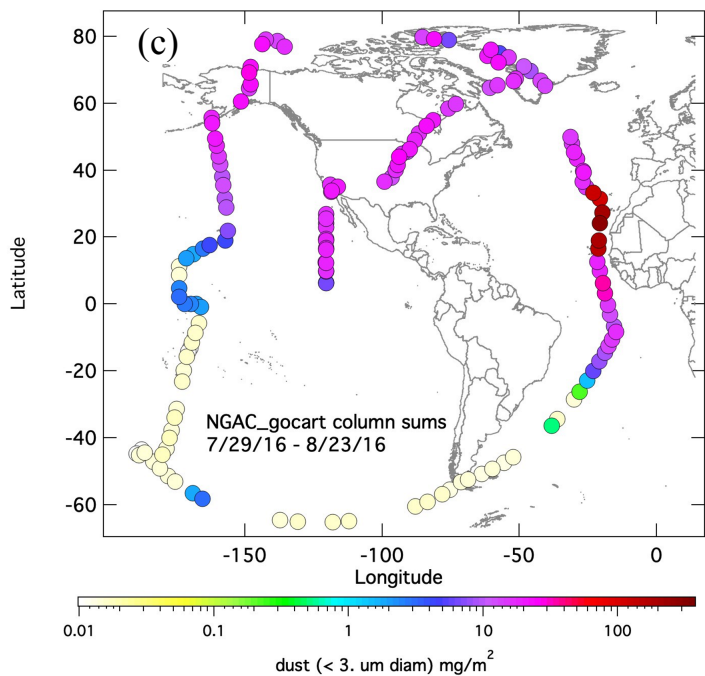 (c)
80
60
40
20
0
-20
-40
-60
Latitude
NGAC_gocart column sums
7/29/16 - 8/23/16
-150 -100 -50 0
Longitude
0.01 0.1 1 10 100
dust (< 3. um diam) mg/m²